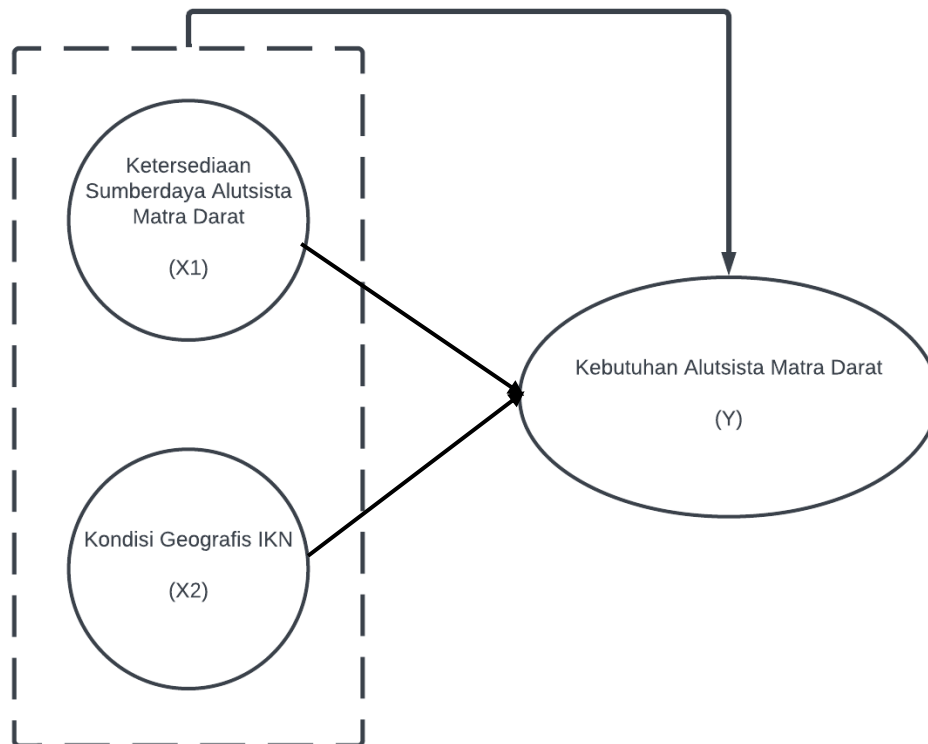 Ketersediaan
Sumberdaya Alutsista
Matra Darat
(X1)
Kebutuhan Alutsista Matra Darat
(Y)
Kondisi Geografis IKN
(X2)